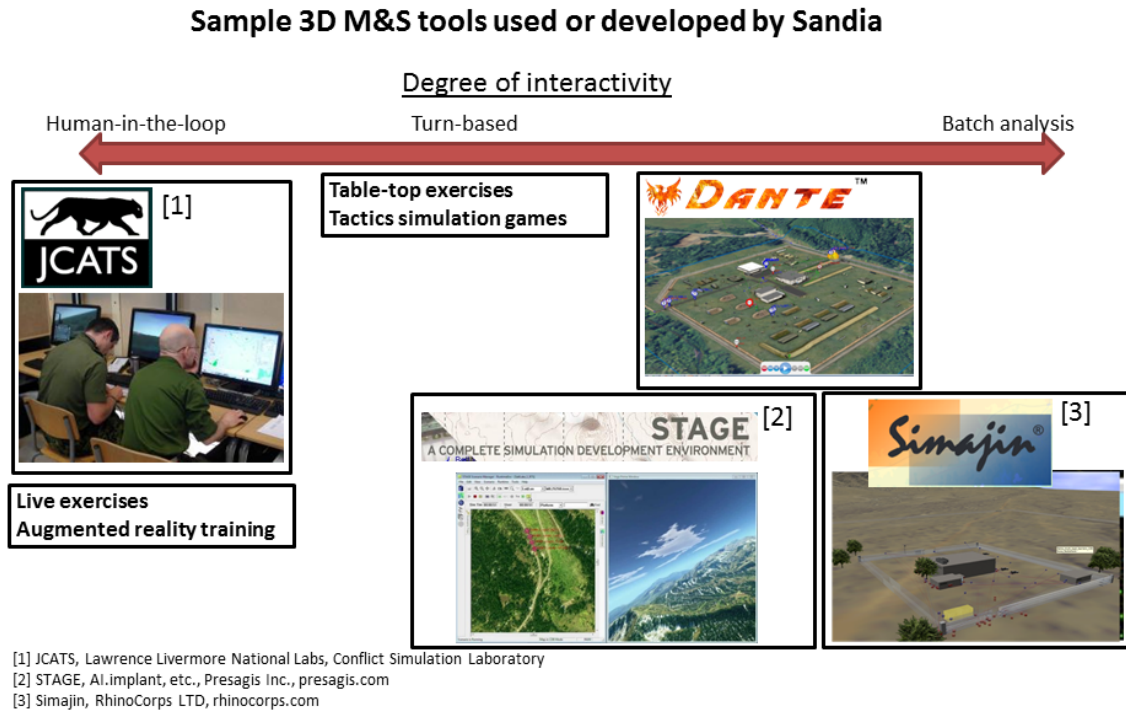 Sample 3D M&S tools used or developed by Sandia
Degree of interactivity
Human-in-the-loop
Turn-based
Batch analysis
JCATS
[1]
Table-top exercises
Tactics simulation games
DANTE™
Live exercises
Augmented reality training
STAGE
A COMPLETE SIMULATION DEVELOPMENT ENVIRONMENT
[2]
Simajin®
[3]
[1] JCATS, Lawrence Livermore National Labs, Conflict Simulation Laboratory
[2] STAGE, AI.implant, etc., Presagis Inc., presagis.com
[3] Simajin, RhinoCorps LTD, rhinocorps.com